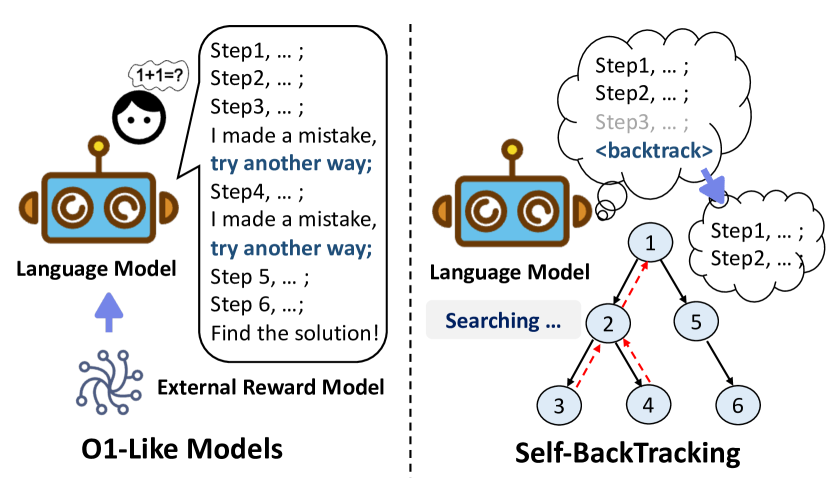 1+1=?
Step1, ... ;
Step2, ... ;
Step3, ... ;
I made a mistake,
try another way;
Step4, ... ;
I made a mistake,
try another way;
Step 5, ... ;
Step 6, ...;
Find the solution!
Language Model
External Reward Model
O1-Like Models
Step1, ... ;
Step2, ... ;
Step3, ... ;
<backtrack>
Step1, ... ;
Step2, ... ;
Language Model
Searching ...
1
2
5
3
4
6
Self-BackTracking